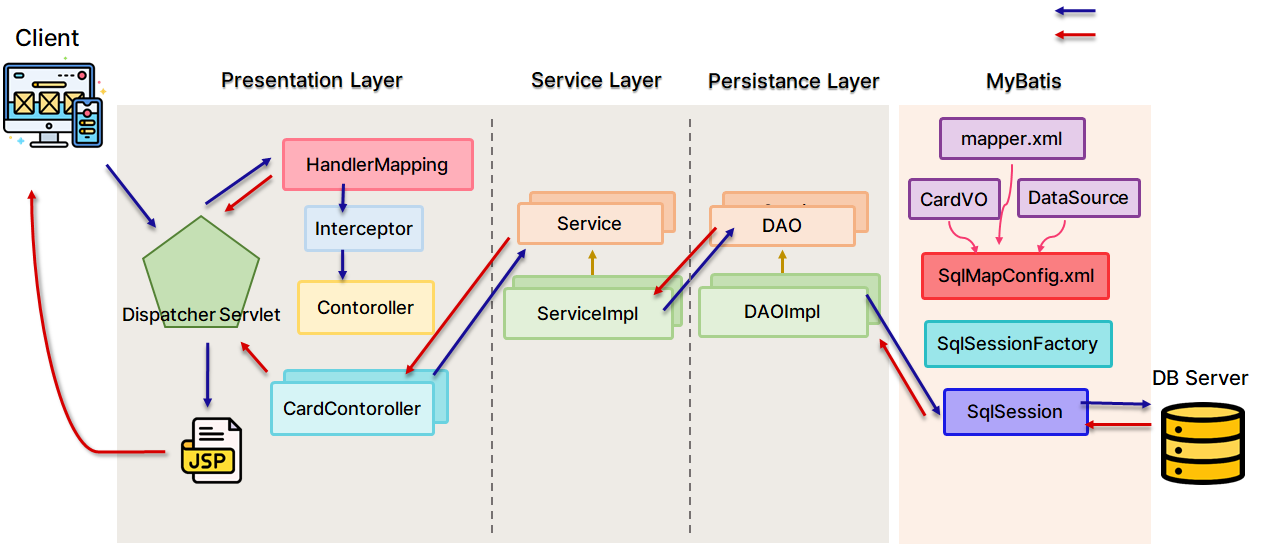 Client
Presentation Layer
Service Layer
Persistance Layer
MyBatis
HandlerMapping
Interceptor
Contoroller
Dispatcher Servlet
CardContoroller
JSP
Service
ServiceImpl
DAO
DAOImpl
mapper.xml
CardVO
DataSource
SqlMapConfig.xml
SqlSessionFactory
SqlSession
DB Server